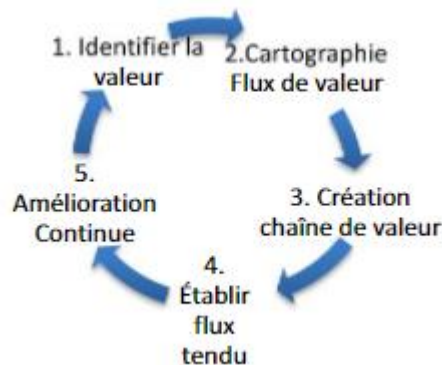 1. Identifier la
valeur
2.Cartographie
Flux de valeur
3. Création
chaîne de valeur
4.
Établir
flux
tendu
5.
Amélioration
Continue